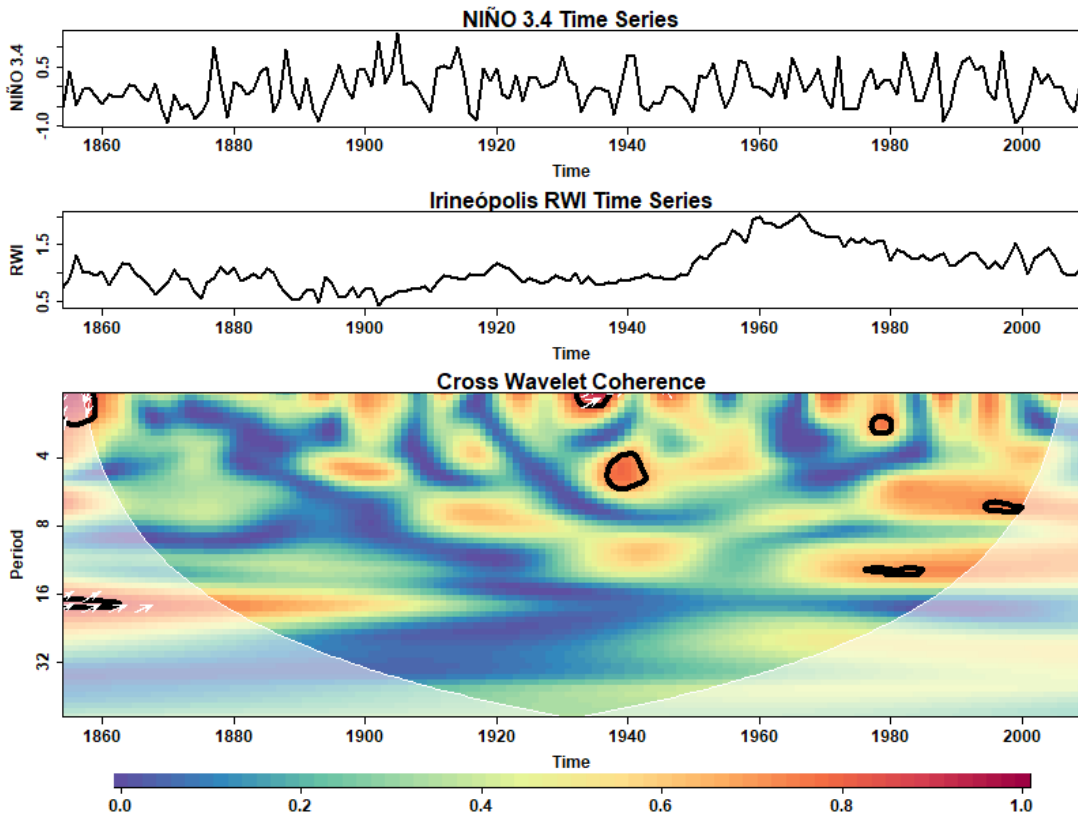 NIÑO 3.4 Time Series
NIÑO 3.4
0.5
-1.0
1860 1880 1900 1920 1940 1960 1980 2000
Time
Irineópolis RWI Time Series
RWI
1.5
0.5
1860 1880 1900 1920 1940 1960 1980 2000
Time
Cross Wavelet Coherence
Period
4
8
16
32
1860 1880 1900 1920 1940 1960 1980 2000
Time
0.0 0.2 0.4 0.6 0.8 1.0